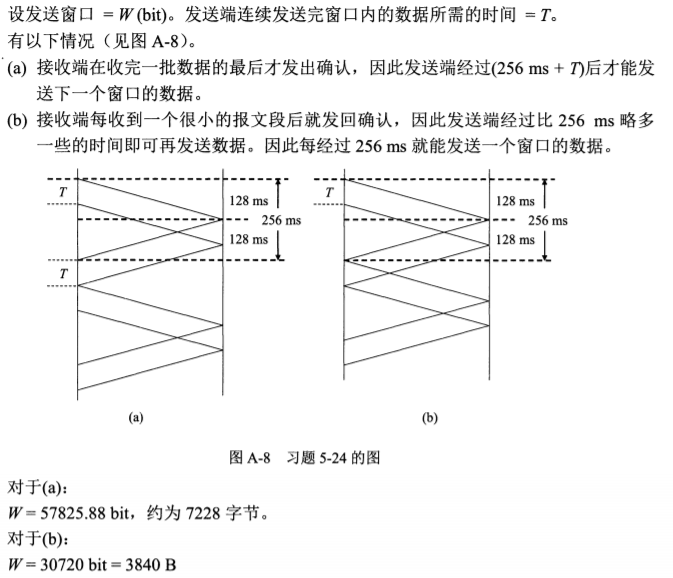 设发送窗口 = W (bit)。发送端连续发送完窗口内的数据所需的时间 = T。
有以下情况（见图 A-8）。
(a) 接收端在收完一批数据的最后才发出确认，因此发送端经过(256 ms + T)后才能发
送下一个窗口的数据。
(b) 接收端每收到一个很小的报文段后就发回确认，因此发送端经过比 256 ms 略多
一些的时间即可再发送数据。因此每经过 256 ms 就能发送一个窗口的数据。
T
128 ms
256 ms
128 ms
T
(a)
T
128 ms
256 ms
128 ms
(b)
图 A-8 习题 5-24 的图
对于(a)：
W = 57825.88 bit，约为 7228 字节。
对于(b)：
W = 30720 bit = 3840 B